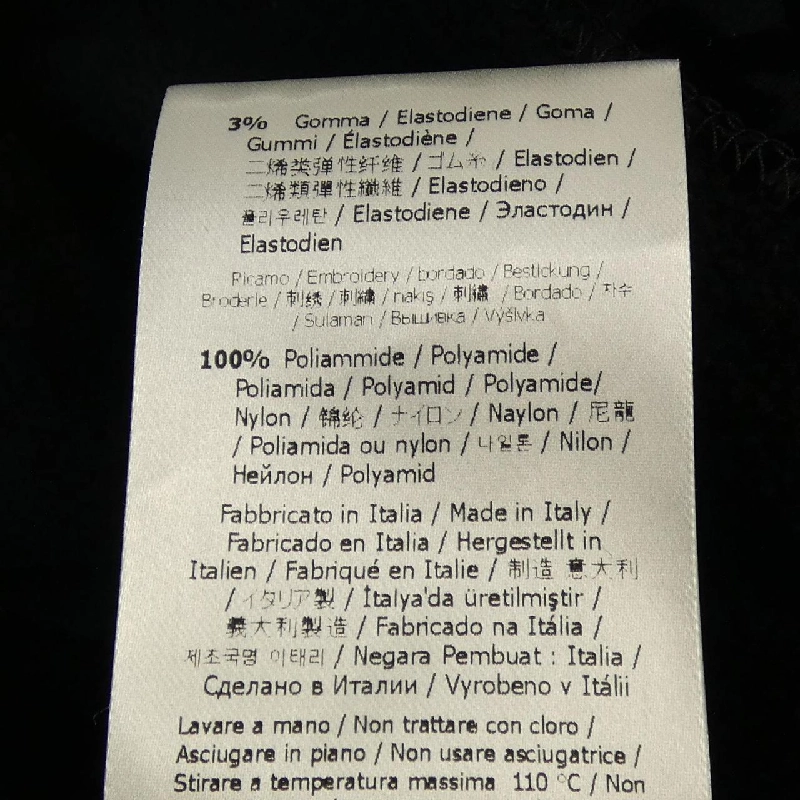 3% Gomma / Elastodiene / Goma /
Gummi / Élastodiène /
二烯类弹性纤维 / ゴム糸 / Elastodien /
二烯類彈性纖維 / Elastodieno /
폴리우레탄 / Elastodiene / Эластодин /
Elastodien
Ricamo / Embroidery / bordado / Bestickung /
Broderie / 刺绣 / 刺繍 / nakış / 刺繡 / Bordado / 자수
/ Sulaman / Вышивка / Výšivka
100% Poliammide / Polyamide /
Poliamida / Polyamid / Polyamide/
Nylon / 锦纶 / ナイロン / Naylon / 尼龍
/ Poliamida ou nylon / 나일론 / Nilon /
Нейлон / Polyamid
Fabbricato in Italia / Made in Italy /
Fabricado en Italia / Hergestellt in
Italien / Fabriqué en Italie / 制造 意大利
/ イタリア製 / İtalya'da üretilmiştir /
義大利製造 / Fabricado na Itália /
제조국명 이태리 / Negara Pembuat : Italia /
Сделано в Италии / Vyrobeno v Itálii
Lavare a mano / Non trattare con cloro /
Asciugare in piano / Non usare asciugatrice /
Stirare a temperatura massima 110 °C / Non